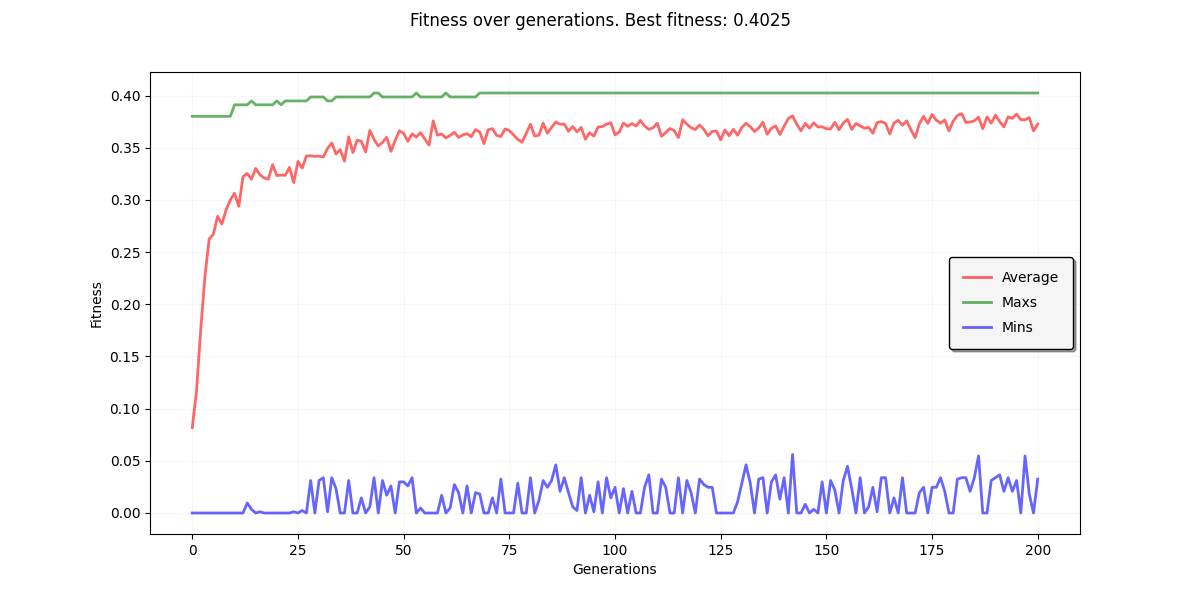 Fitness over generations. Best fitness: 0.4025
0.40
0.35
0.30
0.25
0.20
0.15
0.10
0.05
0.00
Fitness
Average
Maxs
Mins
0 25 50 75 100 125 150 175 200
Generations